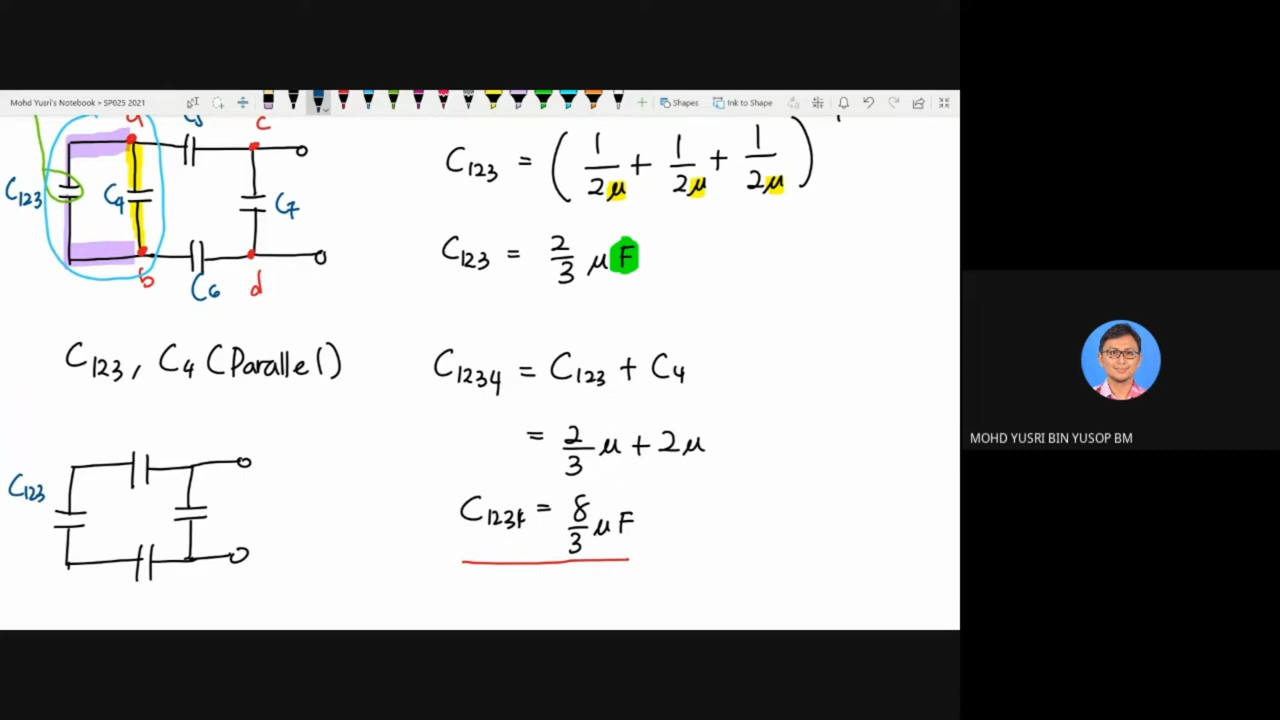 Mohd Yusri's Notebook » SP025 2021
Shapes
Ink to Shape
a
c
C123
C4
C7
b
C6
d
C123 = (1/2μ + 1/2μ + 1/2μ)
C123 = 2/3 μF
C123, C4 (Parallel)
C1234 = C123 + C4
= 2/3 μ + 2μ
C123
C1234 = 8/3 μF
MOHD YUSRI BIN YUSOP BM